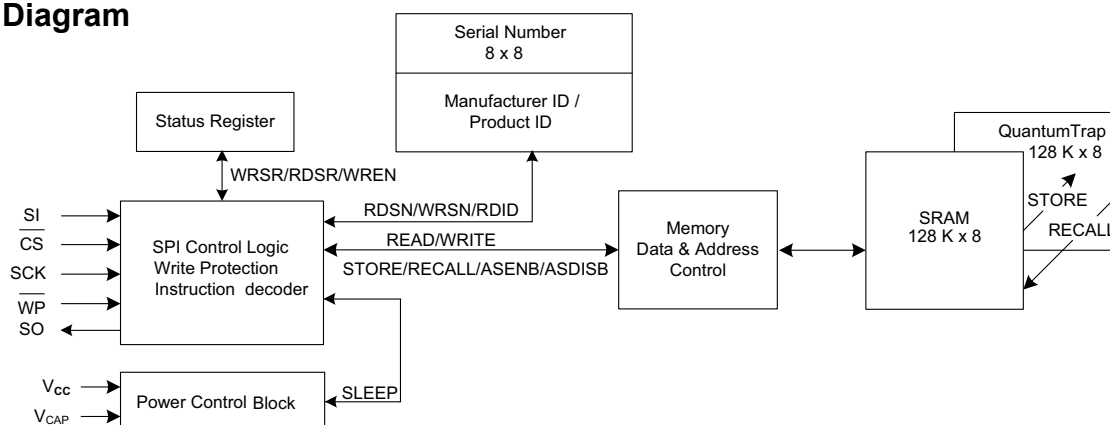 Diagram
Serial Number
8 x 8
Manufacturer ID /
Product ID
Status Register
QuantumTrap
128 K x 8
WRSR/RDSR/WREN
SI
CS
SCK
WP
SO
SPI Control Logic
Write Protection
Instruction decoder
RDSN/WRSN/RDID
READ/WRITE
STORE/RECALL/ASENB/ASDISB
Memory
Data & Address
Control
SRAM
128 K x 8
STORE
RECALL
SLEEP
VCC
VCAP
Power Control Block